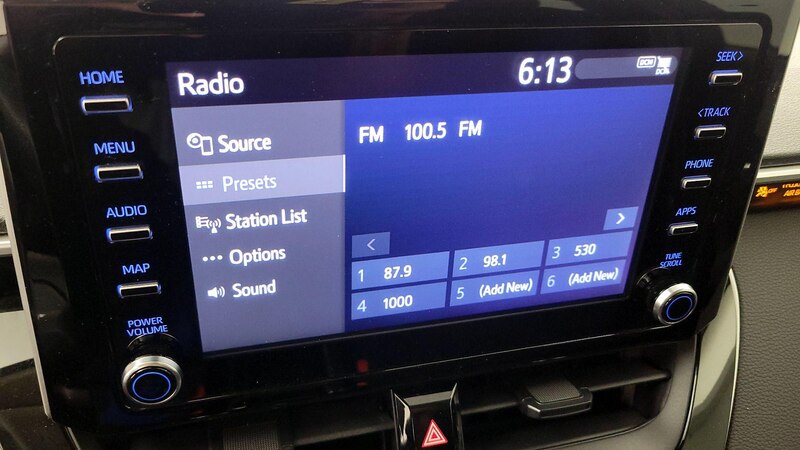 HOME
MENU
AUDIO
MAP
POWER
VOLUME
Radio
6:13
DCM
Source
Presets
Station List
Options
Sound
FM 100.5 FM
<
>
1 87.9
2 98.1
3 530
4 1000
5 (Add New)
6 (Add New)
SEEK>
<TRACK
PHONE
APPS
TUNE
SCROLL